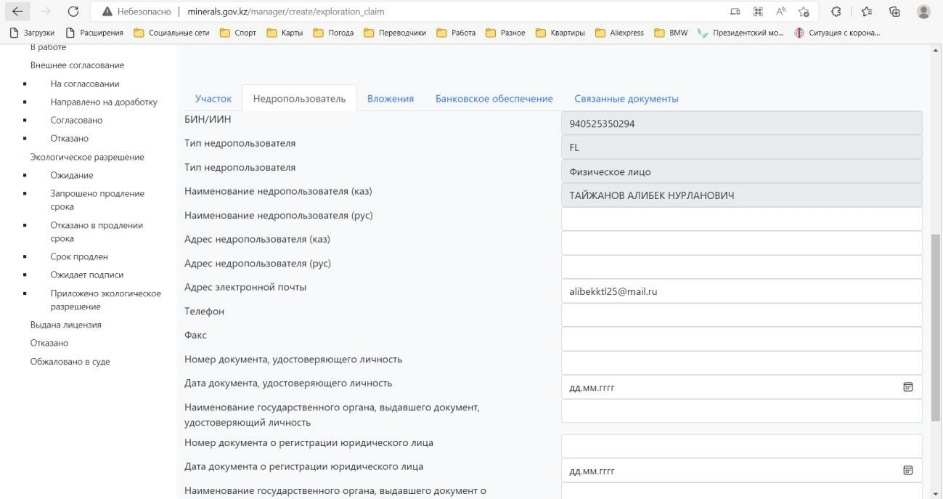 Небезопасно | minerals.gov.kz/manager/create/exploration_claim
Загрузки Расширения Социальные сети Спорт Карты Погода Переводчики Работа Разное Квартиры Aliexpress BMW Президентский мо... Ситуация с корона...
В работе
Внешнее согласование
На согласовании
Направлено на доработку
Согласовано
Отказано
Экологическое разрешение
Ожидание
Запрошено продление
срока
Отказано в продлении
срока
Срок продлен
Ожидает подписи
Приложено экологическое
разрешение
Выдана лицензия
Отказано
Обжаловано в суде
Участок Недропользователь Вложения Банковское обеспечение Связанные документы
БИН/ИИН 940525350294
Тип недропользователя FL
Тип недропользователя Физическое лицо
Наименование недропользователя (каз) ТАЙЖАНОВ АЛИБЕК НУРЛАНОВИЧ
Наименование недропользователя (рус)
Адрес недропользователя (каз)
Адрес недропользователя (рус)
Адрес электронной почты alibekktl25@mail.ru
Телефон
Факс
Номер документа, удостоверяющего личность
Дата документа, удостоверяющего личность дд.мм.гггг
Наименование государственного органа, выдавшего документ,
удостоверяющий личность
Номер документа о регистрации юридического лица
Дата документа о регистрации юридического лица дд.мм.гггг
Наименование государственного органа, выдавшего документ о